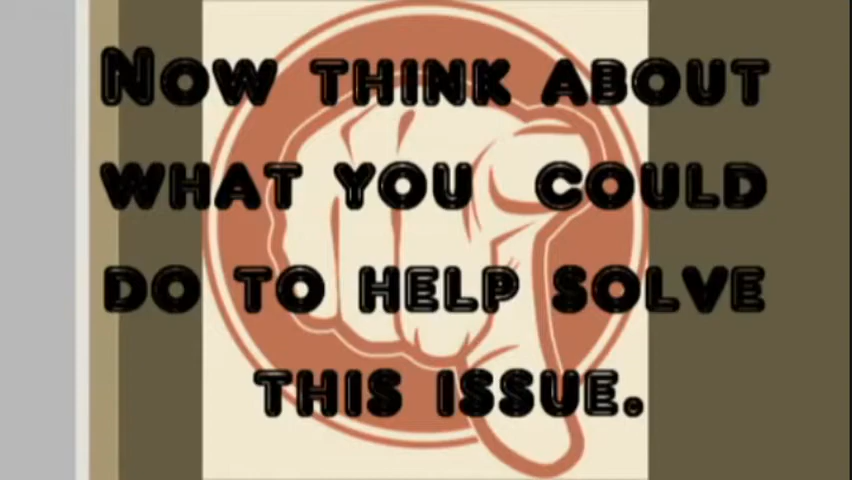 Now think about
what you could
do to help solve
this issue.